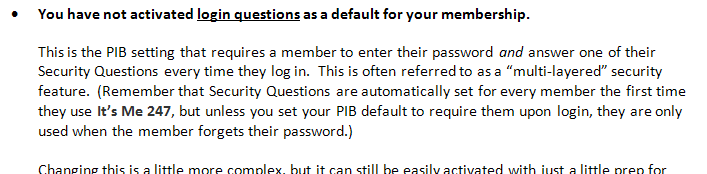 • You have not activated login questions as a default for your membership.
This is the PIB setting that requires a member to enter their password and answer one of their
Security Questions every time they log in. This is often referred to as a “multi-layered” security
feature. (Remember that Security Questions are automatically set for every member the first time
they use It’s Me 247, but unless you set your PIB default to require them upon login, they are only
used when the member forgets their password.)
Changing this is a little more complex, but it can still be easily activated with just a little prep for